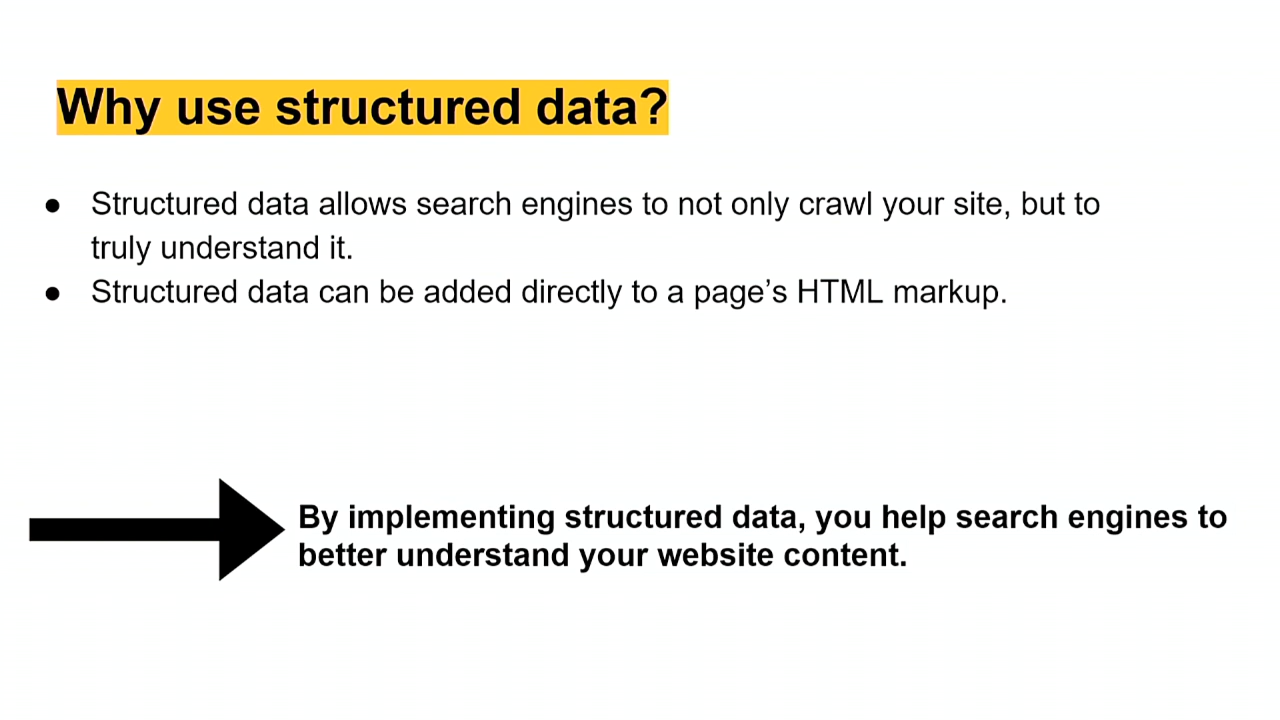 Why use structured data?
● Structured data allows search engines to not only crawl your site, but to
truly understand it.
● Structured data can be added directly to a page’s HTML markup.
By implementing structured data, you help search engines to
better understand your website content.